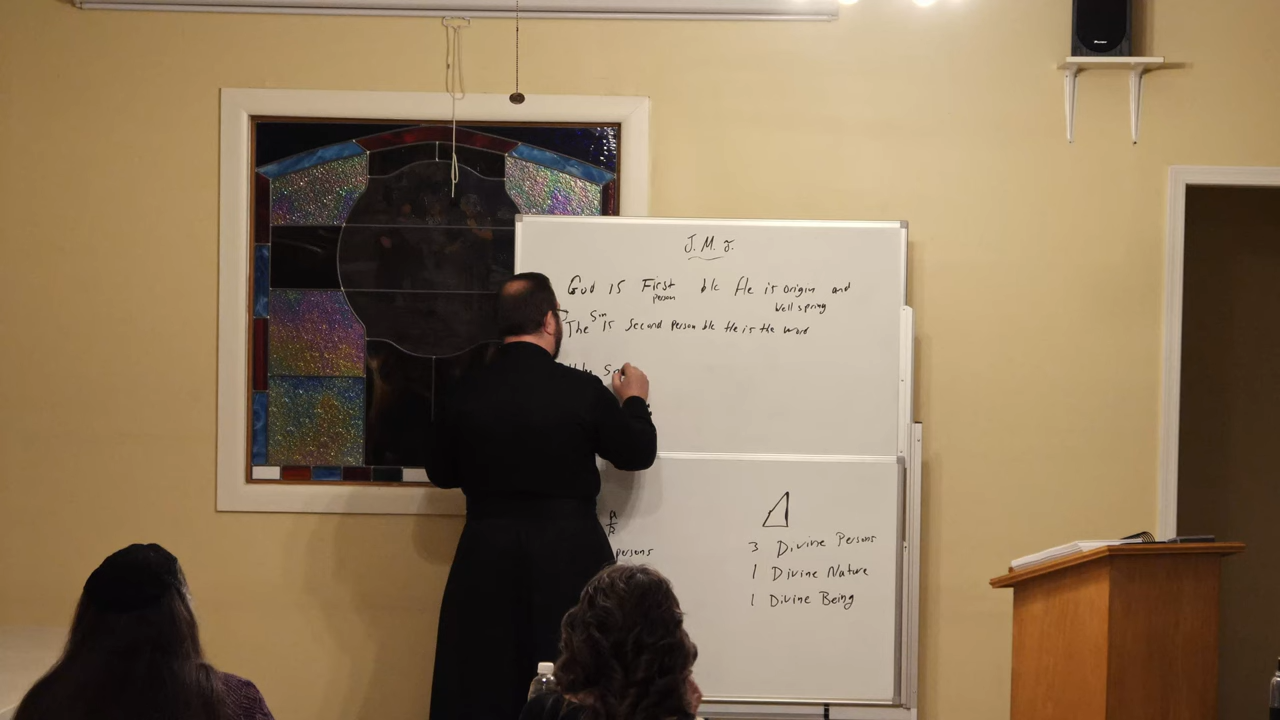 J. M. J.
God is First b/c He is origin and
person
well spring
The Son is Second Person b/c He is the word
persons
3 Divine Persons
1 Divine Nature
1 Divine Being